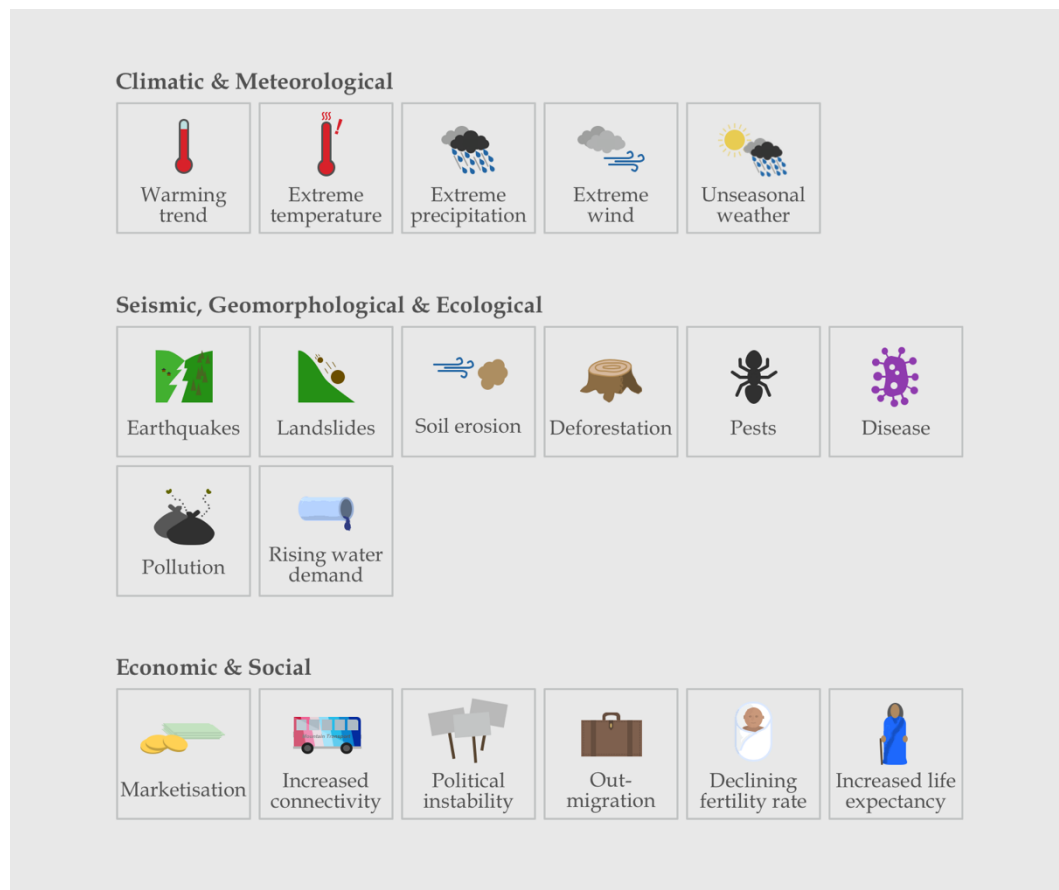 Climatic & Meteorological
Warming
trend
Extreme
temperature
Extreme
precipitation
Extreme
wind
Unseasonal
weather
Seismic, Geomorphological & Ecological
Earthquakes
Landslides
Soil erosion
Deforestation
Pests
Disease
Pollution
Rising water
demand
Economic & Social
Marketisation
Increased
connectivity
Political
instability
Out-
migration
Declining
fertility rate
Increased life
expectancy